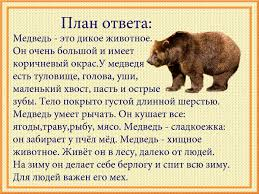 План ответа:
Медведь - это дикое животное.
Он очень большой и имеет
коричневый окрас.У медведя
есть туловище, голова, уши,
маленький хвост, пасть и острые
зубы. Тело покрыто густой длинной шерстью.
Медведь умеет рычать. Он кушает все:
ягоды,траву,рыбу, мясо. Медведь - сладкоежка:
он забирает у пчёл мёд. Медведь - хищное
животное. Живёт он в лесу, далеко от людей.
На зиму он делает себе берлогу и спит всю зиму.
Для людей важен его мех.